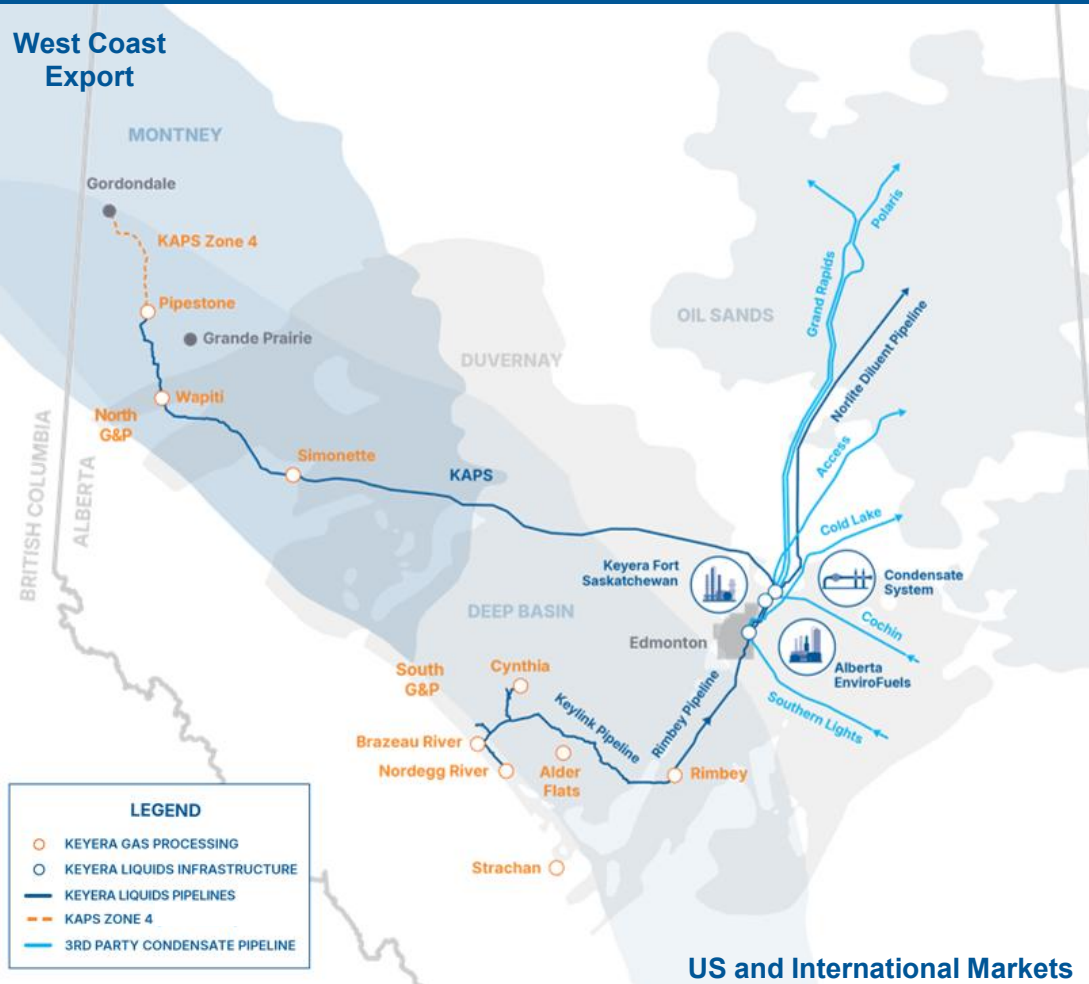 West Coast
Export
MONTNEY
Gordondale
KAPS Zone 4
Pipestone
Grande Prairie
Wapiti
North
G&P
Simonette
KAPS
DUVERNAY
OIL SANDS
Polaris
Grand Rapids
Norlite Diluent Pipeline
Access
Cold Lake
BRITISH COLUMBIA
ALBERTA
Keyera Fort
Saskatchewan
Condensate
System
Cochin
DEEP BASIN
Edmonton
Alberta
EnviroFuels
Southern Lights
South
G&P
Cynthia
Keylink Pipeline
Rimbey Pipeline
Brazeau River
Nordegg River
Alder
Flats
Rimbey
Strachan
LEGEND
KEYERA GAS PROCESSING
KEYERA LIQUIDS INFRASTRUCTURE
KEYERA LIQUIDS PIPELINES
KAPS ZONE 4
3RD PARTY CONDENSATE PIPELINE
US and International Markets